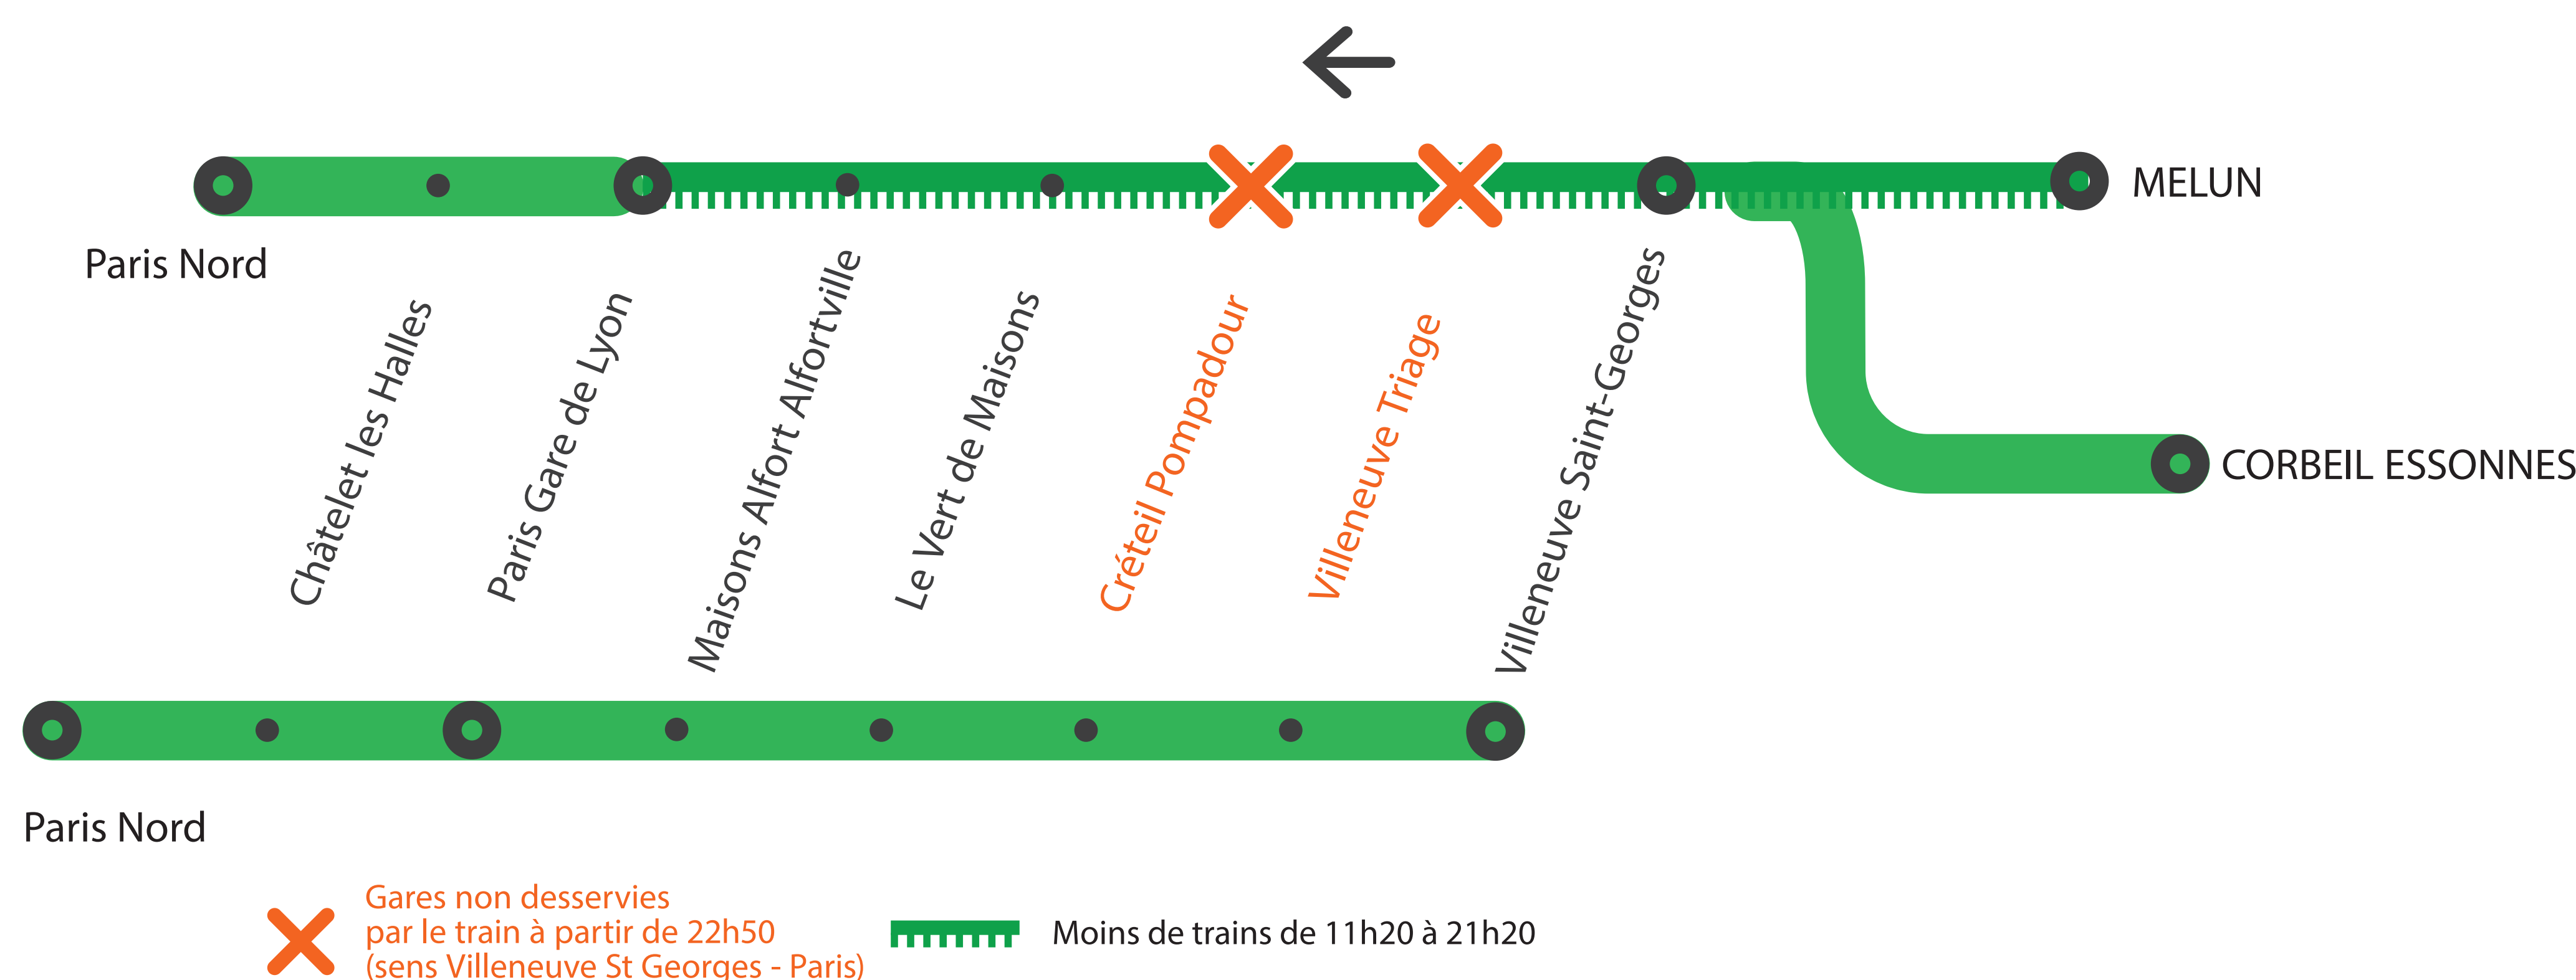 MELUN
Paris Nord
Châtelet les Halles
Paris Gare de Lyon
Maisons Alfort Alfortville
Le Vert de Maisons
Créteil Pompadour
Villeneuve Triage
Villeneuve Saint-Georges
CORBEIL ESSONNES
Paris Nord
Gares non desservies
par le train à partir de 22h50
(sens Villeneuve St Georges - Paris)
Moins de trains de 11h20 à 21h20